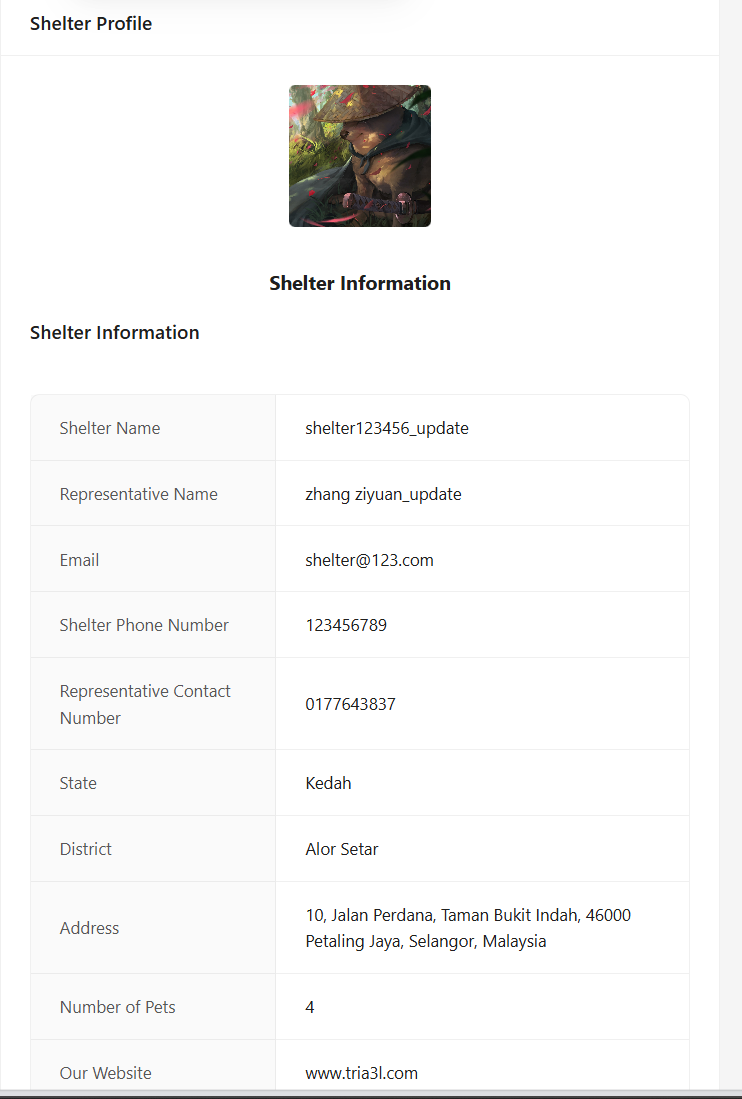 Shelter Profile
Shelter Information
Shelter Information
Shelter Name
shelter123456_update
Representative Name
zhang ziyuan_update
Email
shelter@123.com
Shelter Phone Number
123456789
Representative Contact
Number
0177643837
State
Kedah
District
Alor Setar
Address
10, Jalan Perdana, Taman Bukit Indah, 46000
Petaling Jaya, Selangor, Malaysia
Number of Pets
4
Our Website
www.tria3l.com